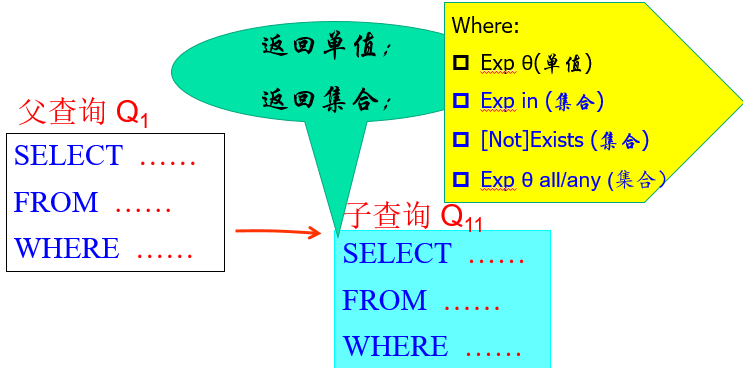 返回单值；
返回集合；
Where:
Exp θ(单值)
Exp in (集合)
[Not]Exists (集合)
Exp θ all/any (集合）
父查询 Q1
SELECT ……
FROM ……
WHERE ……
子查询 Q11
SELECT ……
FROM ……
WHERE ……